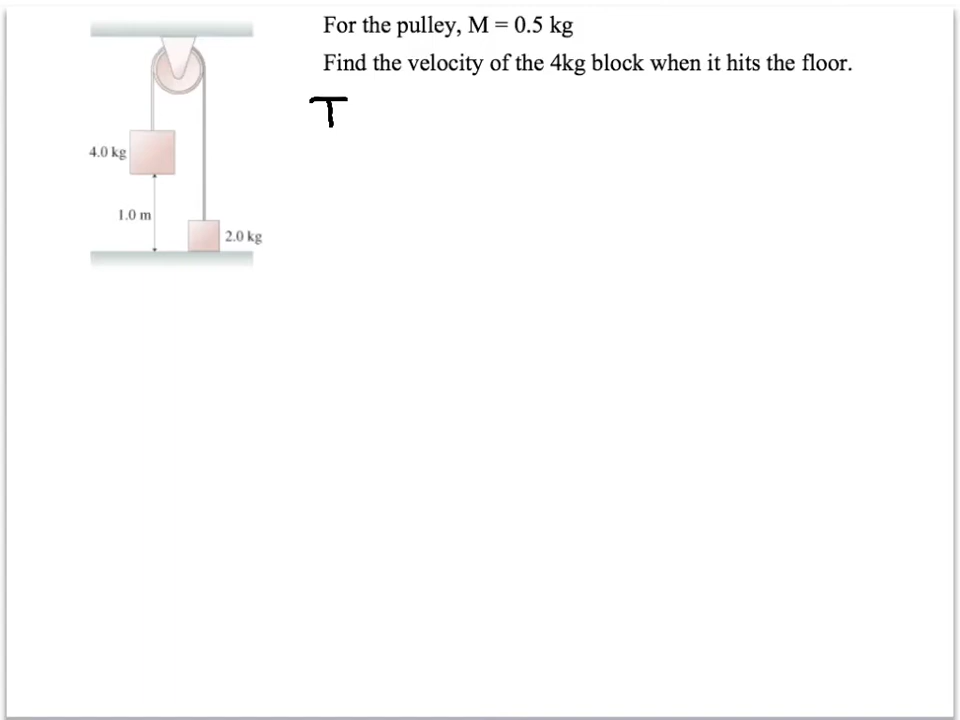 For the pulley, M = 0.5 kg
Find the velocity of the 4kg block when it hits the floor.
T
4.0 kg
1.0 m
2.0 kg